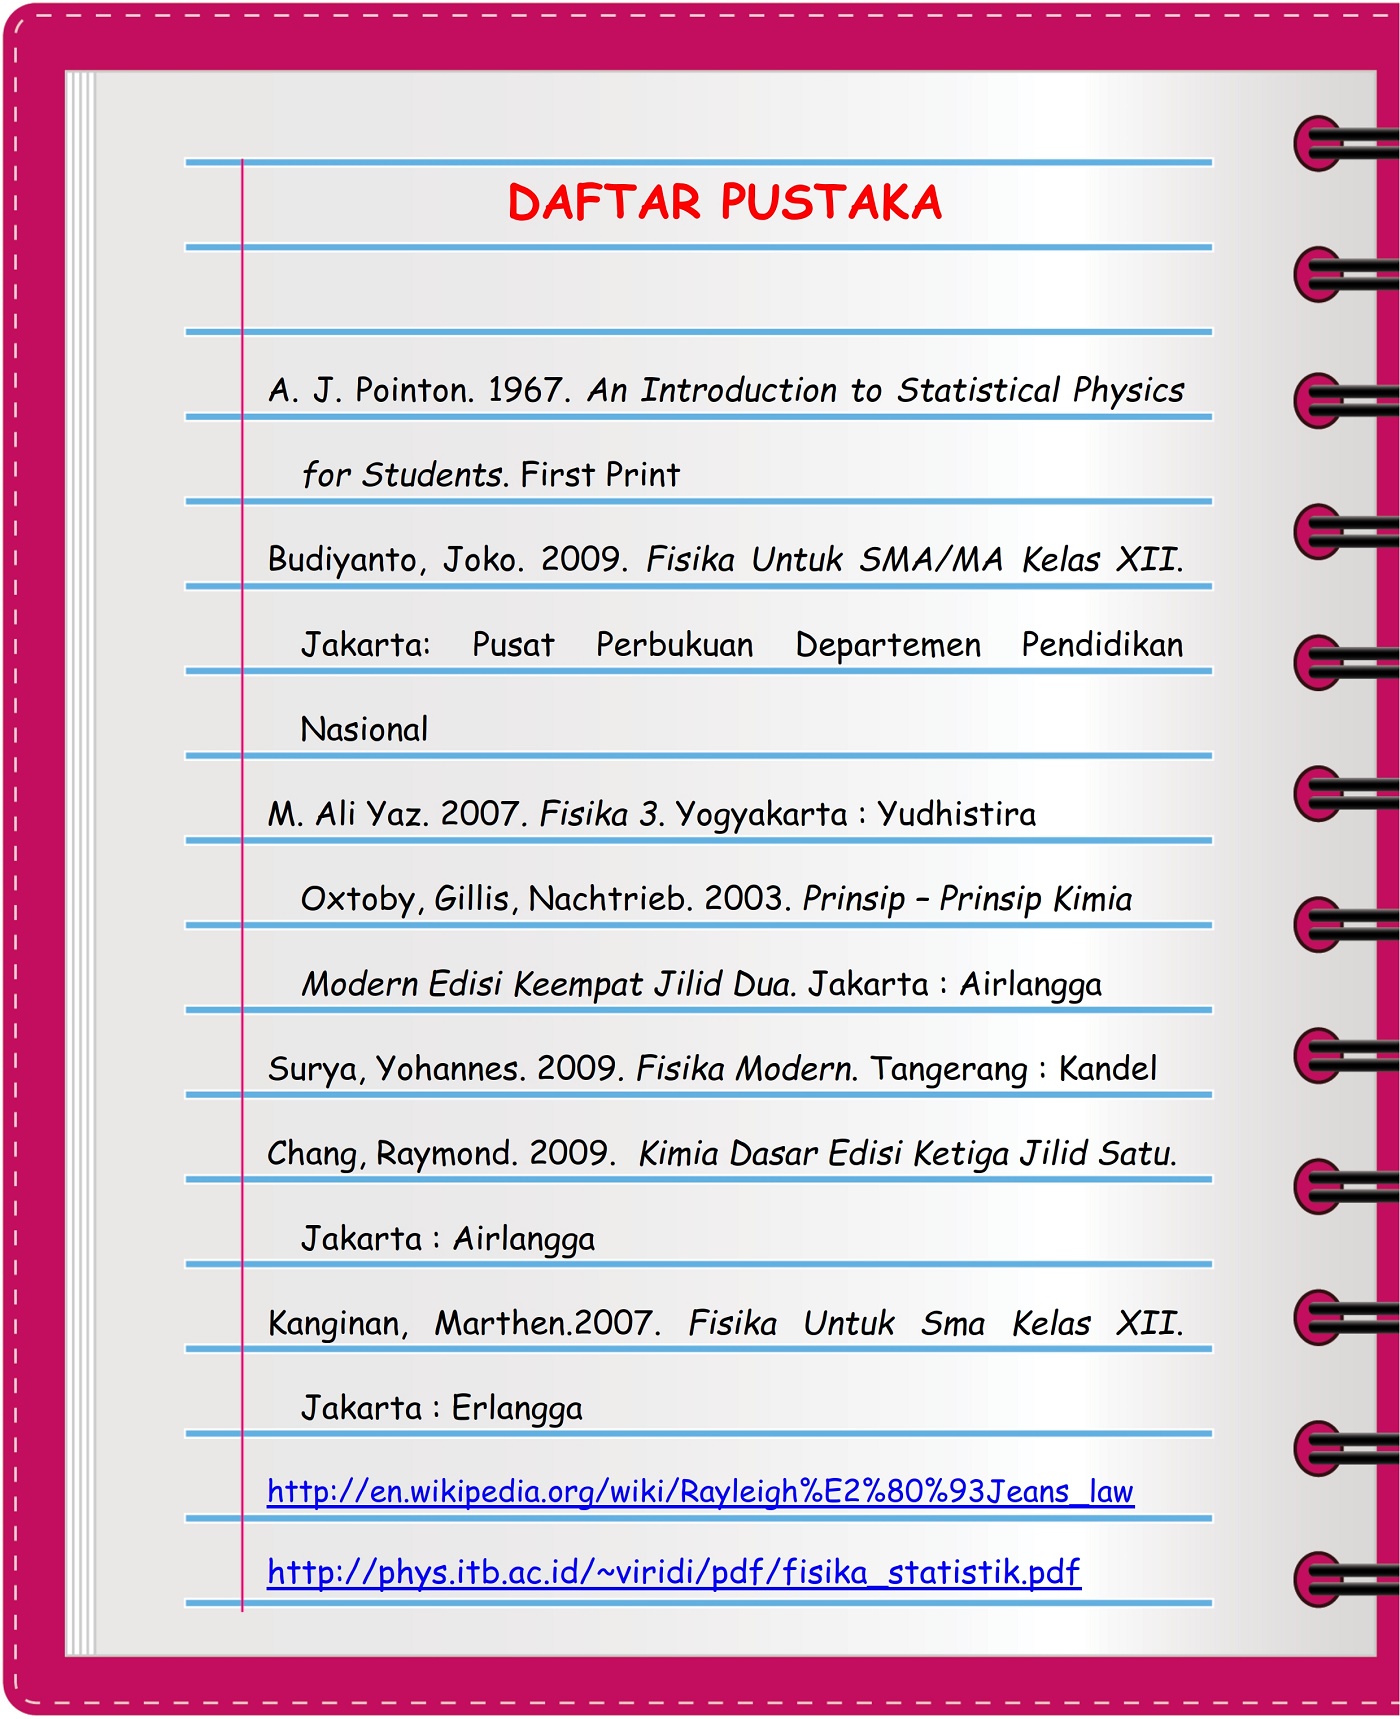 DAFTAR PUSTAKA
A. J. Pointon. 1967. An Introduction to Statistical Physics
for Students. First Print
Budiyanto, Joko. 2009. Fisika Untuk SMA/MA Kelas XII.
Jakarta: Pusat Perbukuan Departemen Pendidikan
Nasional
M. Ali Yaz. 2007. Fisika 3. Yogyakarta : Yudhistira
Oxtoby, Gillis, Nachtrieb. 2003. Prinsip – Prinsip Kimia
Modern Edisi Keempat Jilid Dua. Jakarta : Airlangga
Surya, Yohannes. 2009. Fisika Modern. Tangerang : Kandel
Chang, Raymond. 2009. Kimia Dasar Edisi Ketiga Jilid Satu.
Jakarta : Airlangga
Kanginan, Marthen.2007. Fisika Untuk Sma Kelas XII.
Jakarta : Erlangga
http://en.wikipedia.org/wiki/Rayleigh%E2%80%93Jeans_law
http://phys.itb.ac.id/~viridi/pdf/fisika_statistik.pdf